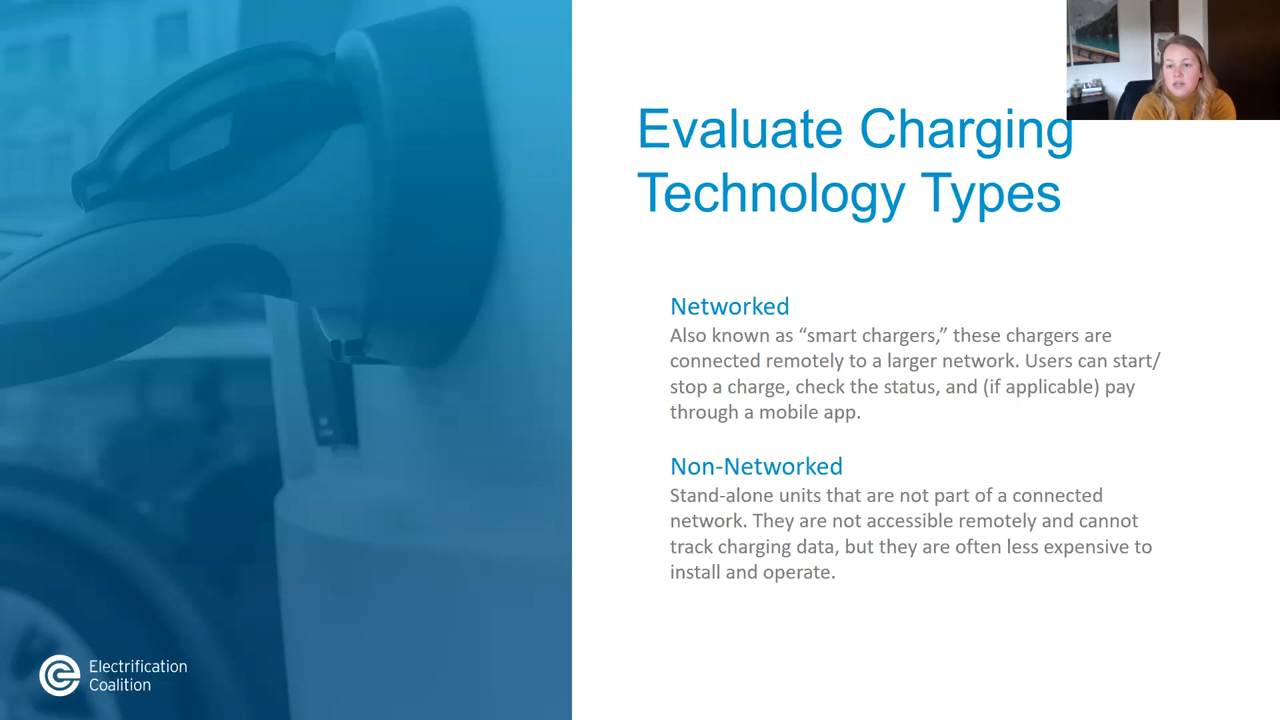 Evaluate Charging
Technology Types
Networked
Also known as “smart chargers,” these chargers are
connected remotely to a larger network. Users can start/
stop a charge, check the status, and (if applicable) pay
through a mobile app.
Non-Networked
Stand-alone units that are not part of a connected
network. They are not accessible remotely and cannot
track charging data, but they are often less expensive to
install and operate.
Electrification
Coalition